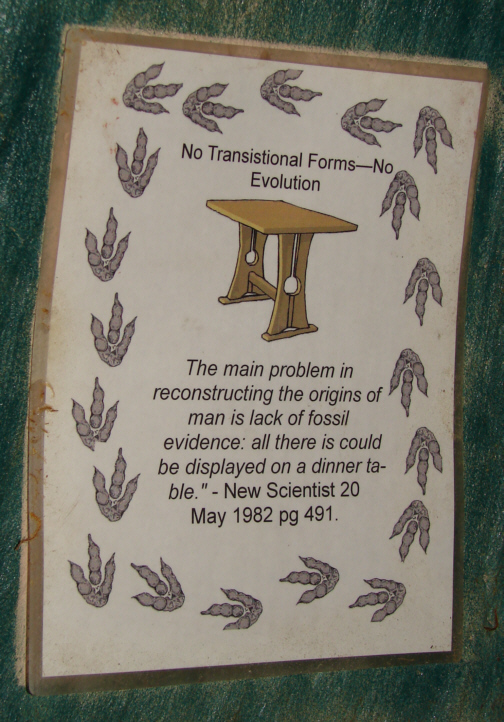 No Transistional Forms—No
Evolution
The main problem in
reconstructing the origins of
man is lack of fossil
evidence: all there is could
be displayed on a dinner ta-
ble." - New Scientist 20
May 1982 pg 491.